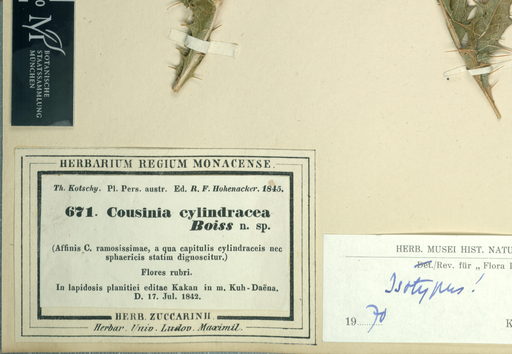 M
BOTANISCHE
STAATSSAMMLUNG
MÜNCHEN
HERBARIUM REGIUM MONACENSE.
Th. Kotschy. Pl. Pers. austr. Ed. R. F. Hohenacker. 1845.
671. Cousinia cylindracea
Boiss n. sp.
(Affinis C. ramosissimae, a qua capitulis cylindraceis nec
sphaericis statim dignoscitur.)
Flores rubri.
In lapidosis planitiei editae Kakan in m. Kuh-Daëna.
D. 17. Jul. 1842.
HERB. ZUCCARINII
Herbar. Univ. Ludov. Maximil.
HERB. MUSEI HIST. NATU
Det./Rev. für „Flora
Isotypus!
1970
K